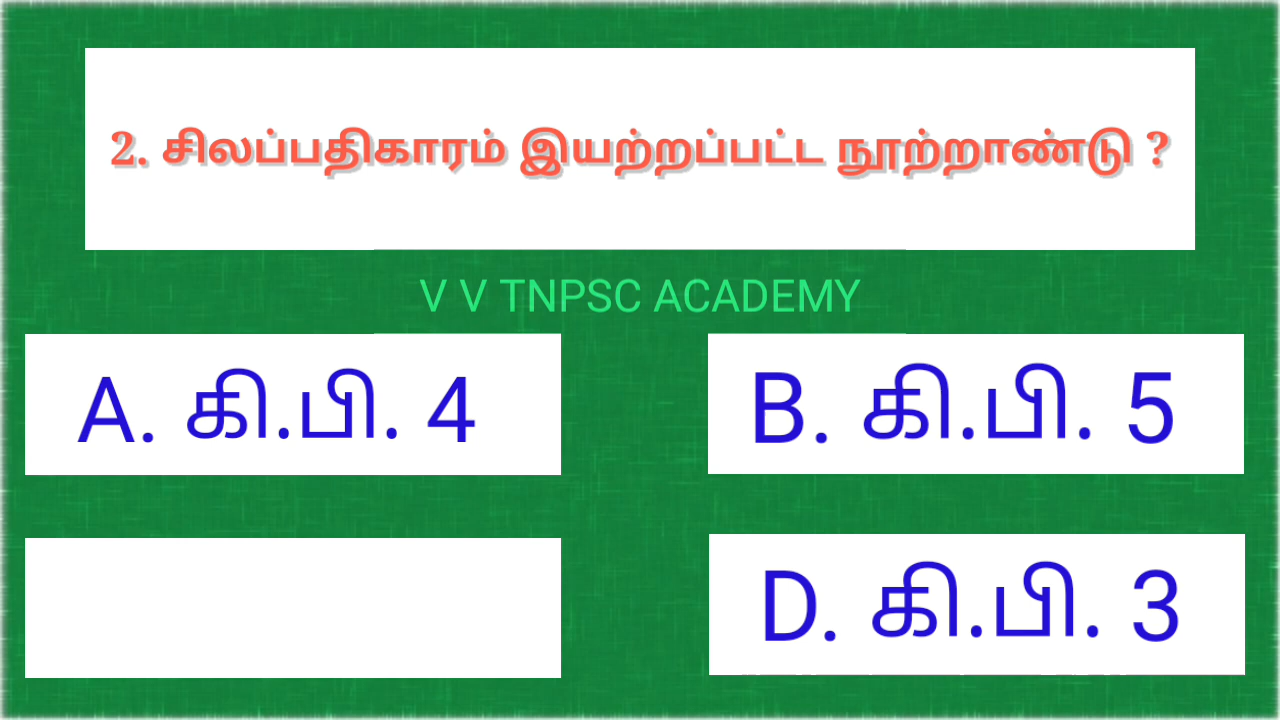 2. சிலப்பதிகாரம் இயற்றப்பட்ட நூற்றாண்டு ?
V V TNPSC ACADEMY
A. கி.பி. 4
B. கி.பி. 5
D. கி.பி. 3